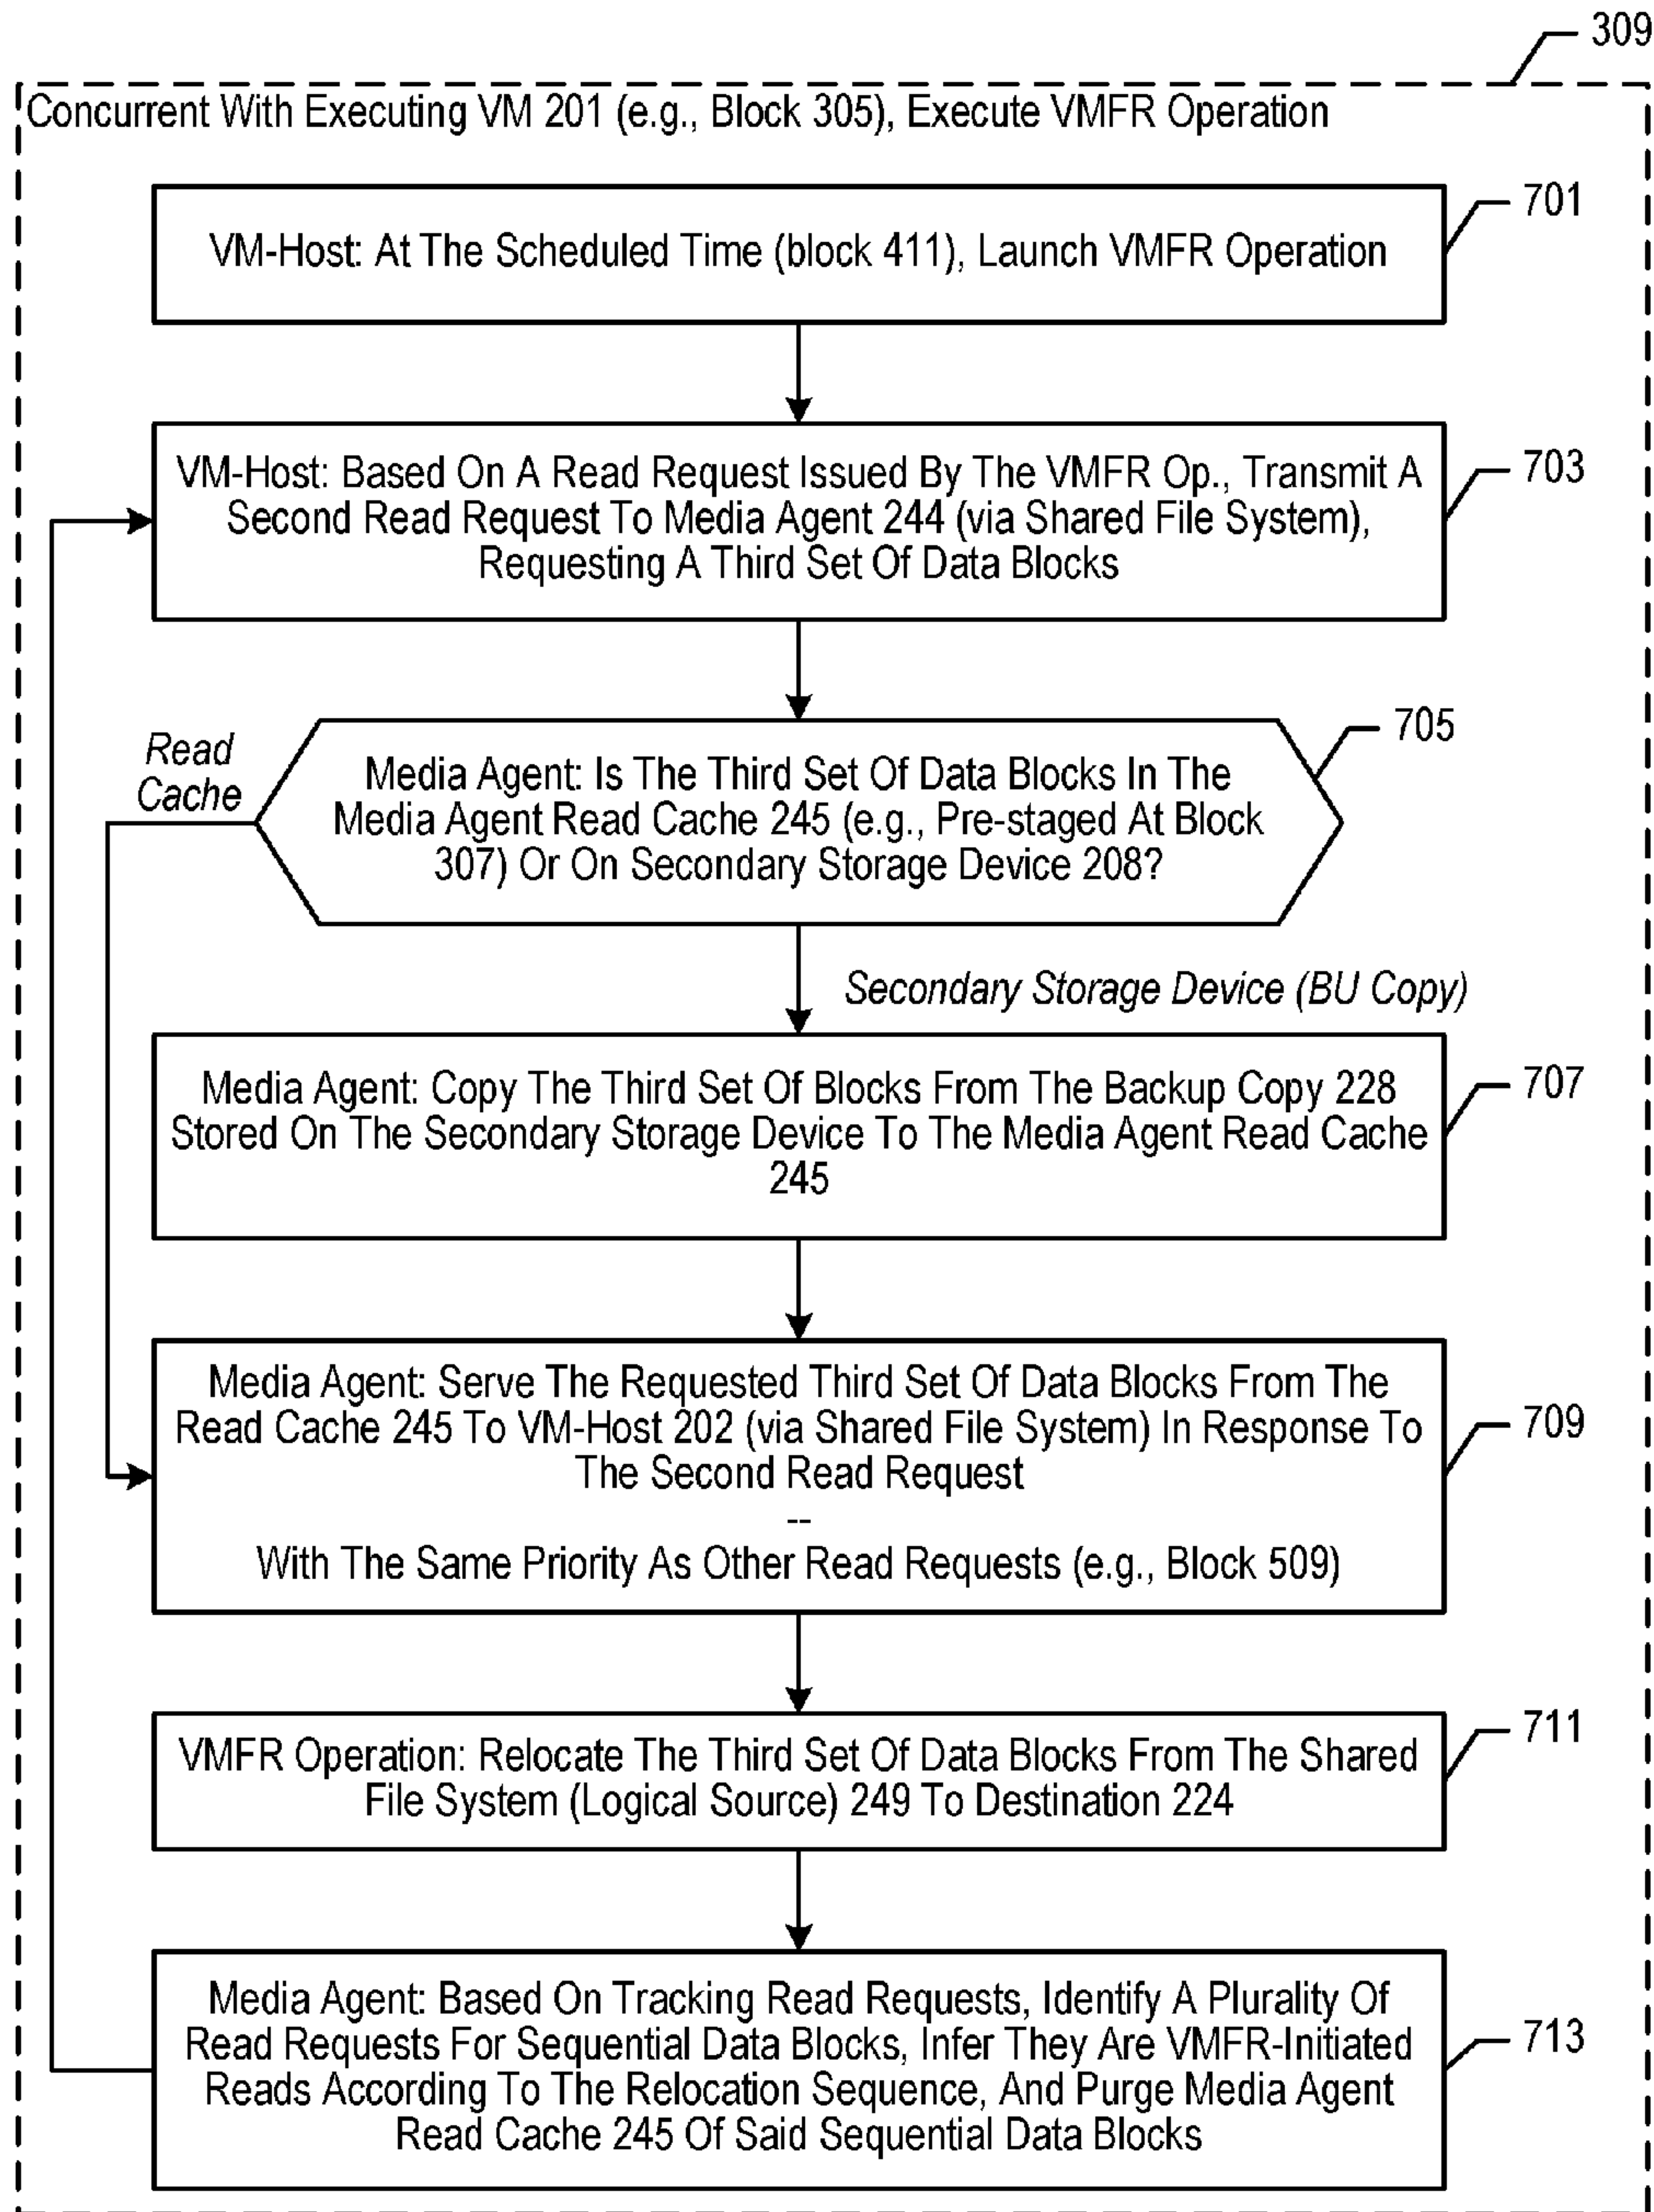 309
Concurrent With Executing VM 201 (e.g., Block 305), Execute VMFR Operation
701
VM-Host: At The Scheduled Time (block 411), Launch VMFR Operation
703
VM-Host: Based On A Read Request Issued By The VMFR Op., Transmit A
Second Read Request To Media Agent 244 (via Shared File System),
Requesting A Third Set Of Data Blocks
705
Read
Cache
Media Agent: Is The Third Set Of Data Blocks In The
Media Agent Read Cache 245 (e.g., Pre-staged At Block
307) Or On Secondary Storage Device 208?
Secondary Storage Device (BU Copy)
707
Media Agent: Copy The Third Set Of Blocks From The Backup Copy 228
Stored On The Secondary Storage Device To The Media Agent Read Cache
245
709
Media Agent: Serve The Requested Third Set Of Data Blocks From The
Read Cache 245 To VM-Host 202 (via Shared File System) In Response To
The Second Read Request
--
With The Same Priority As Other Read Requests (e.g., Block 509)
711
VMFR Operation: Relocate The Third Set Of Data Blocks From The Shared
File System (Logical Source) 249 To Destination 224
713
Media Agent: Based On Tracking Read Requests, Identify A Plurality Of
Read Requests For Sequential Data Blocks, Infer They Are VMFR-Initiated
Reads According To The Relocation Sequence, And Purge Media Agent
Read Cache 245 Of Said Sequential Data Blocks